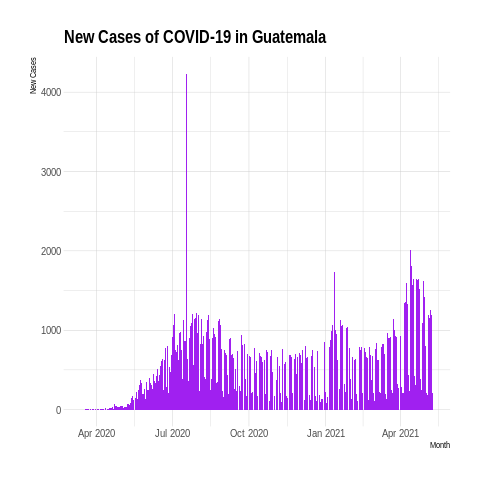 New Cases of COVID-19 in Guatemala
New Cases
4000
3000
2000
1000
0
Apr 2020 Jul 2020 Oct 2020 Jan 2021 Apr 2021
Month